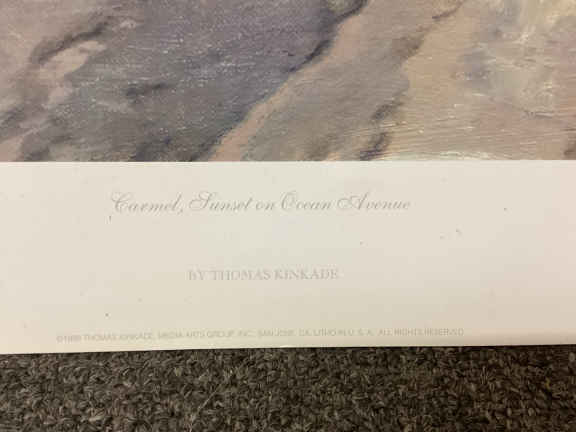 Carmel, Sunset on Ocean Avenue
BY THOMAS KINKADE
THOMAS KINKADE, MEDIA ARTS GROUP, INC., SAN JOSE, CA. LITHO IN U. S. A. ALL RIGHTS RESERVED.